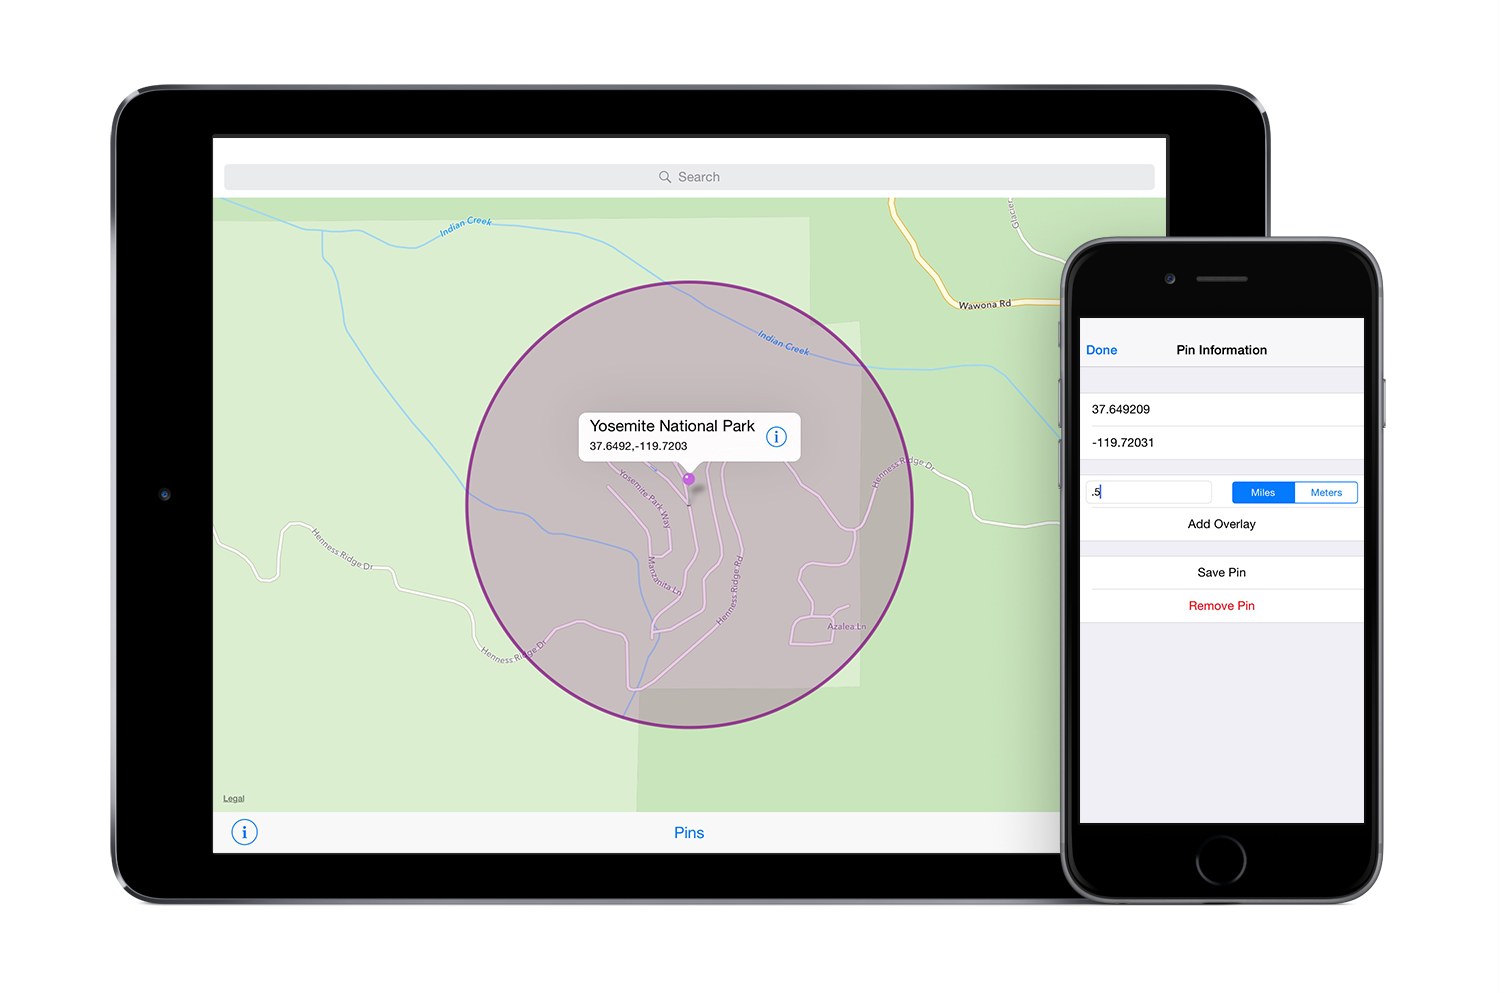 Search
Indian Creek
Glacier
Wawona Rd
Indian Creek
Yosemite National Park
37.6492,-119.7203
Henness Ridge Dr
Yosemite Park Way
Henness Ridge Dr
Manzanita Ln
Henness Ridge Rd
Azalea Ln
Henness Ridge Dr
Legal
Pins
Done
Pin Information
37.649209
-119.72031
.5
Miles
Meters
Add Overlay
Save Pin
Remove Pin